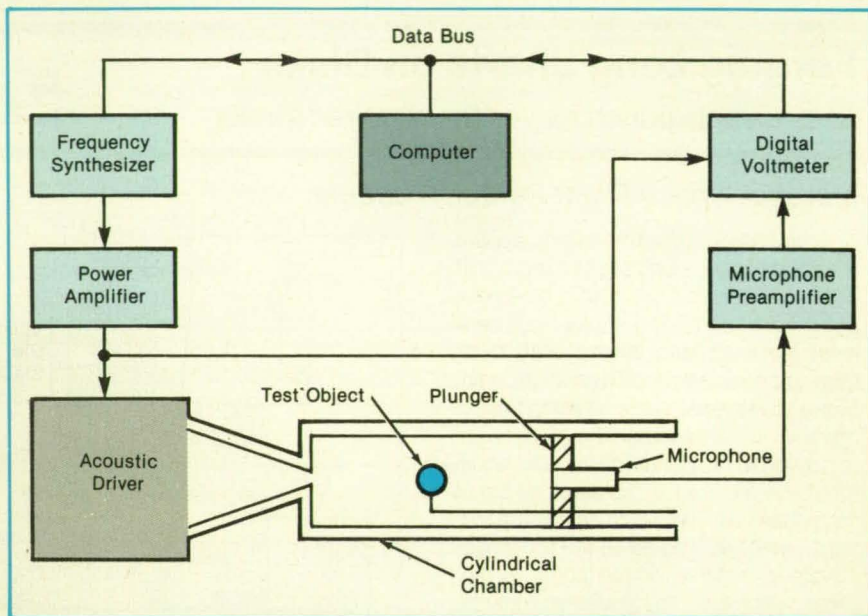 Data Bus
Frequency
Synthesizer
Computer
Digital
Voltmeter
Power
Amplifier
Microphone
Preamplifier
Test Object
Plunger
Microphone
Acoustic
Driver
Cylindrical
Chamber